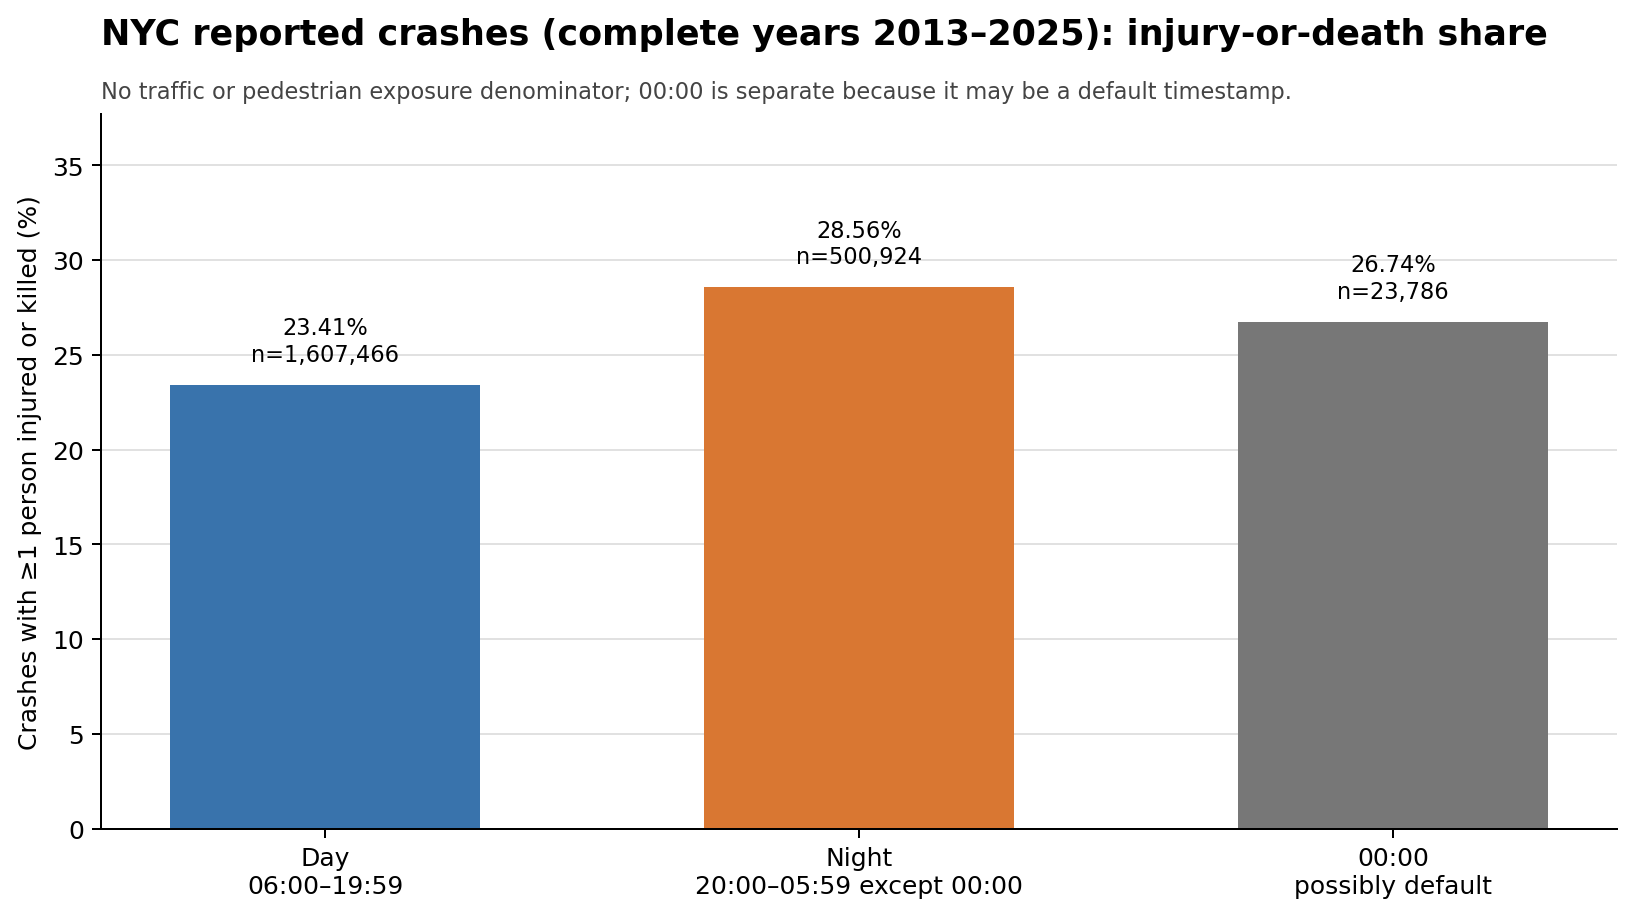 NYC reported crashes (complete years 2013–2025): injury-or-death share
No traffic or pedestrian exposure denominator; 00:00 is separate because it may be a default timestamp.
Crashes with ≥1 person injured or killed (%)
35
30
25
20
15
10
5
0
23.41%
n=1,607,466
28.56%
n=500,924
26.74%
n=23,786
Day
06:00–19:59
Night
20:00–05:59 except 00:00
00:00
possibly default